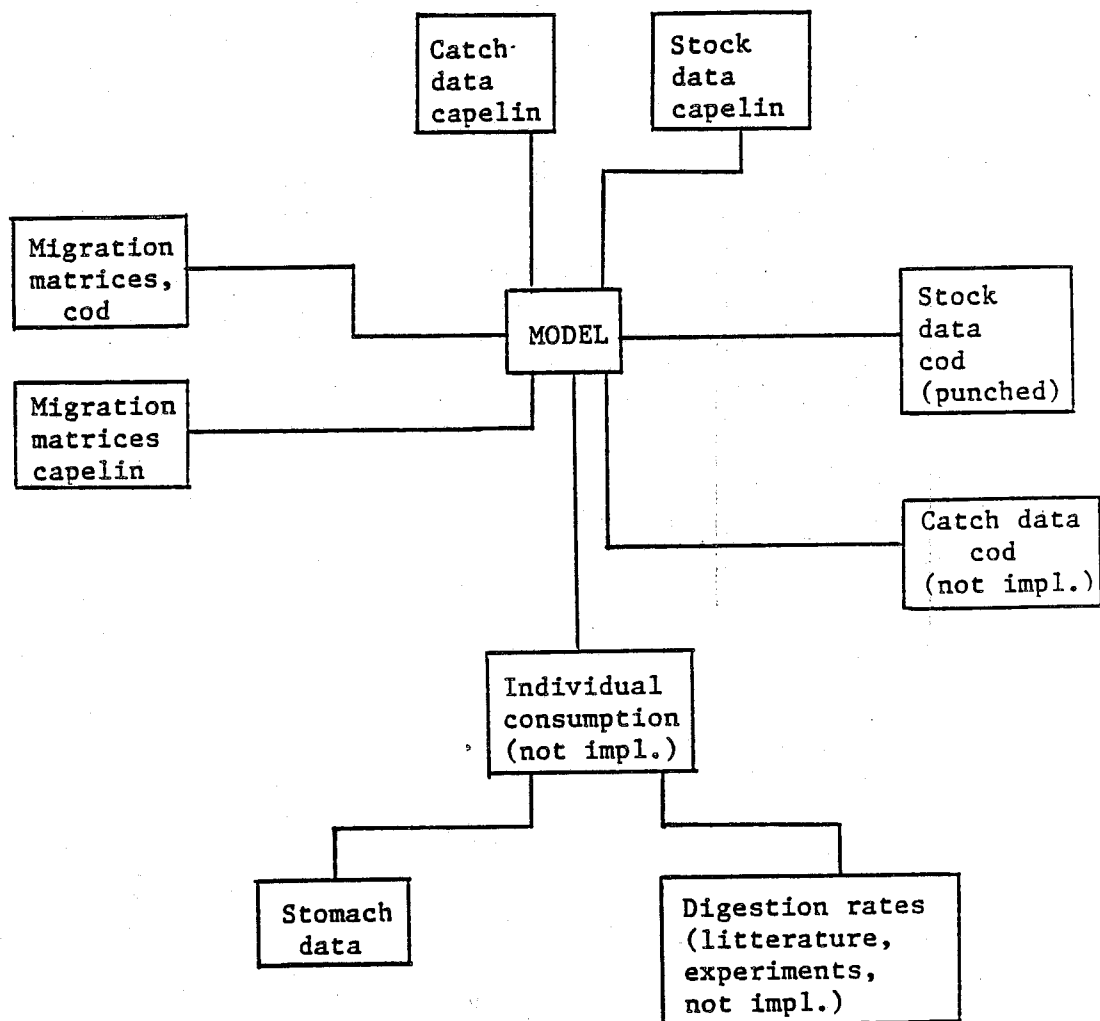 Catch
data
capelin
Stock
data
capelin
Migration
matrices,
cod
MODEL
Stock
data
cod
(punched)
Migration
matrices
capelin
Catch data
cod
(not impl.)
Individual
consumption
(not impl.)
Stomach
data
Digestion rates
(litterature,
experiments,
not impl.)